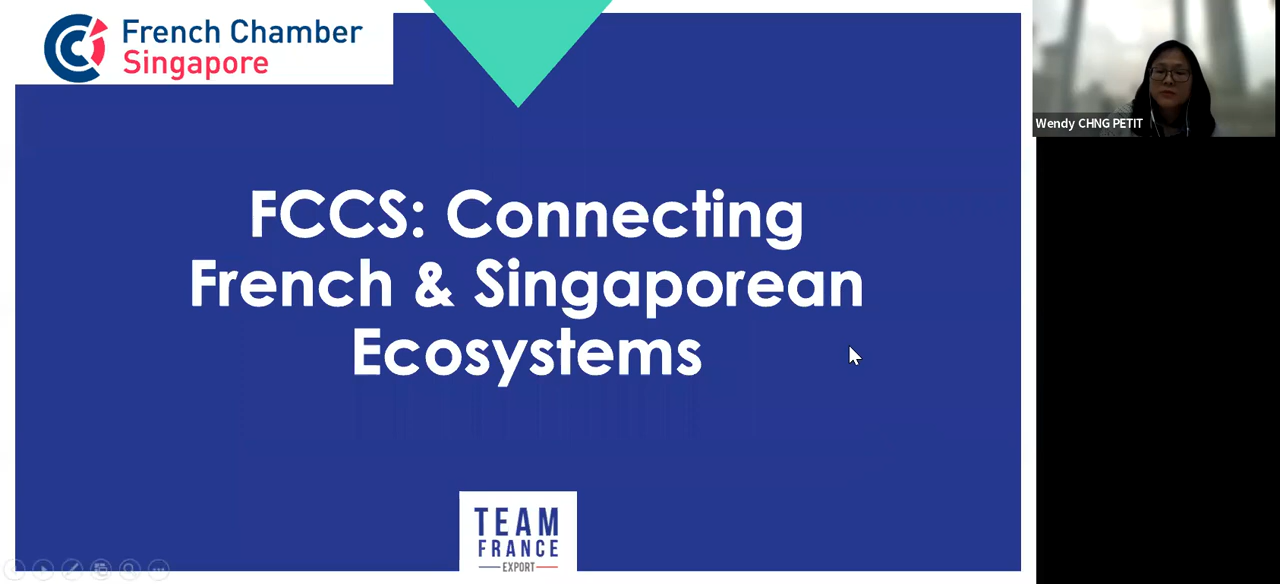 French Chamber
Singapore
Wendy CHNG PETIT
FCCS: Connecting
French & Singaporean
Ecosystems
TEAM
FRANCE
EXPORT